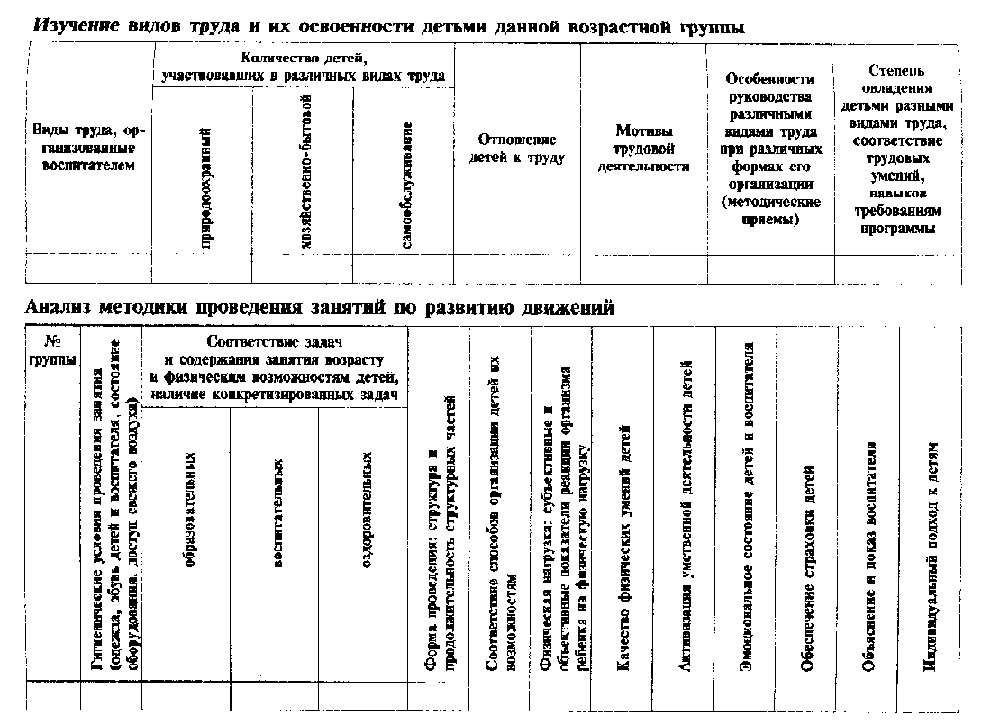 Изучение видов труда и их освоенности детьми данной возрастной группы
Виды труда, ор-
ганизованные
воспитателем
Количество детей,
участвовавших в различных видах труда
природоохранный
хозяйственно-бытовой
самообслуживание
Отношение
детей к труду
Мотивы
трудовой
деятельности
Особенности
руководства
различными
видами труда
при различных
формах его
организации
(методические
приемы)
Степень
овладения
детьми разными
видами труда,
соответствие
трудовых
умений,
навыков
требованиям
программы
Анализ методики проведения занятий по развитию движений
№
группы
Гигиенические условия проведения занятия
(одежда, обувь детей и воспитателя, состояние
оборудования, доступ свежего воздуха)
Соответствие задач
и содержания занятия возрасту
и физическим возможностям детей,
наличие конкретизированных задач
образовательных
воспитательных
оздоровительных
Форма проведения: структура и
продолжительность структурных частей
Соответствие способов организации детей их
возможностям
Физическая нагрузка: субъективные и
объективные показатели реакции организма
ребенка на физическую нагрузку
Качество физических умений детей
Активизация умственной деятельности детей
Эмоциональное состояние детей и воспитателя
Обеспечение страховки детей
Объяснение и показ воспитателя
Индивидуальный подход к детям